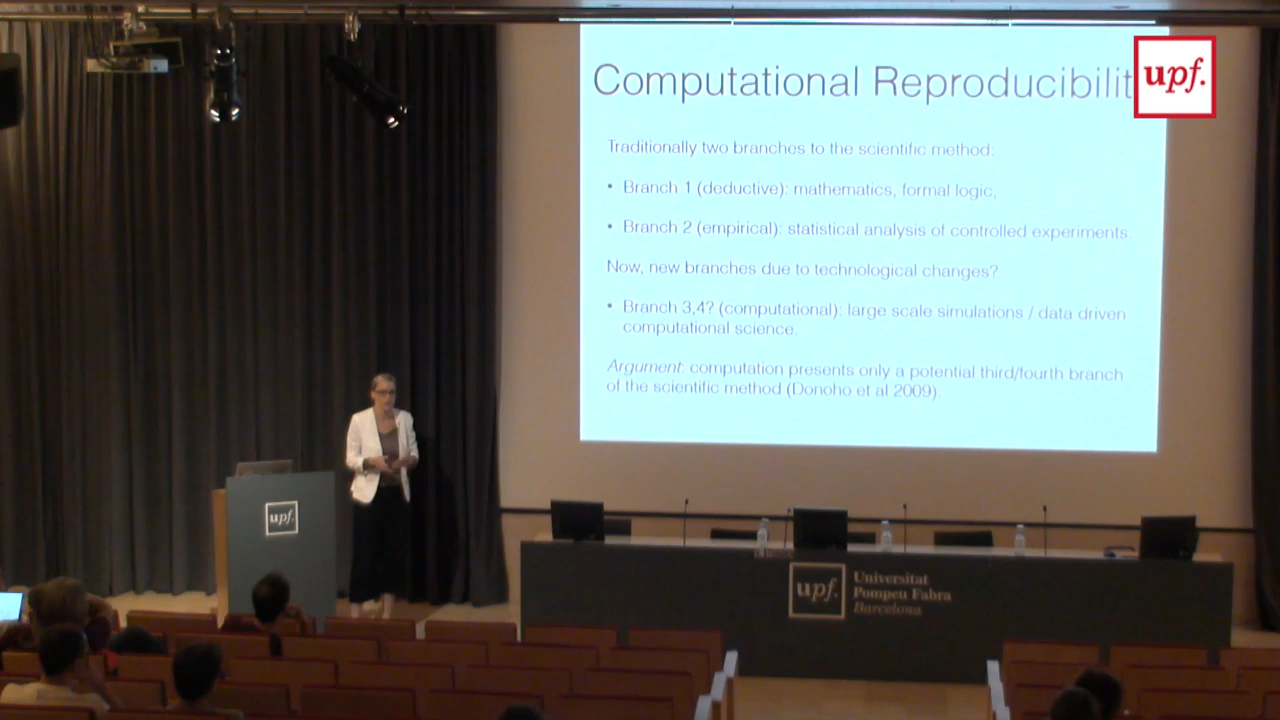 Computational Reproducibilit
upf.
Traditionally two branches to the scientific method:
• Branch 1 (deductive): mathematics, formal logic,
• Branch 2 (empirical): statistical analysis of controlled experiments.
Now, new branches due to technological changes?
• Branch 3,4? (computational): large scale simulations / data driven
computational science.
Argument: computation presents only a potential third/fourth branch
of the scientific method (Donoho et al 2009).
upf.
upf.
Universitat
Pompeu Fabra
Barcelona